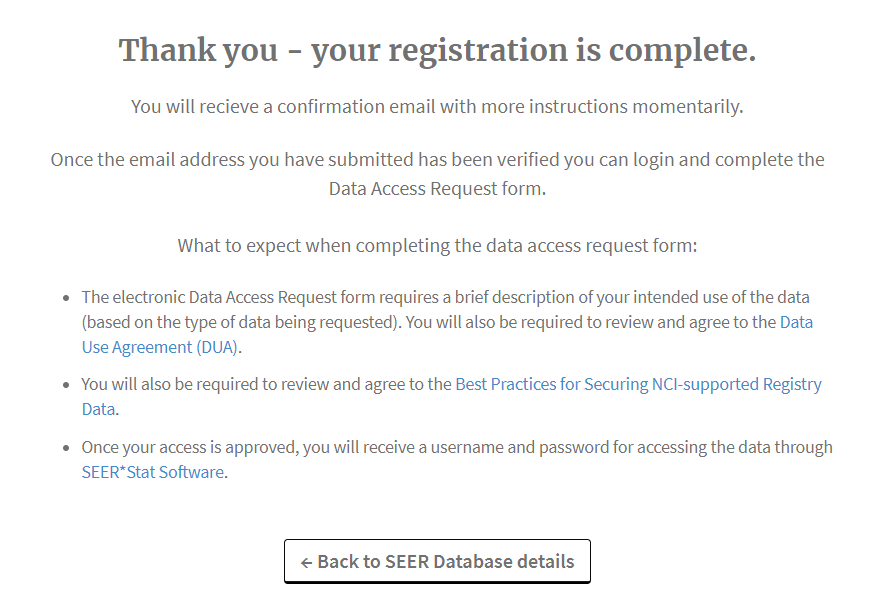 Thank you - your registration is complete.
You will recieve a confirmation email with more instructions momentarily.
Once the email address you have submitted has been verified you can login and complete the
Data Access Request form.
What to expect when completing the data access request form:
• The electronic Data Access Request form requires a brief description of your intended use of the data
(based on the type of data being requested). You will also be required to review and agree to the Data
Use Agreement (DUA).
• You will also be required to review and agree to the Best Practices for Securing NCI-supported Registry
Data.
• Once your access is approved, you will receive a username and password for accessing the data through
SEER*Stat Software.
← Back to SEER Database details